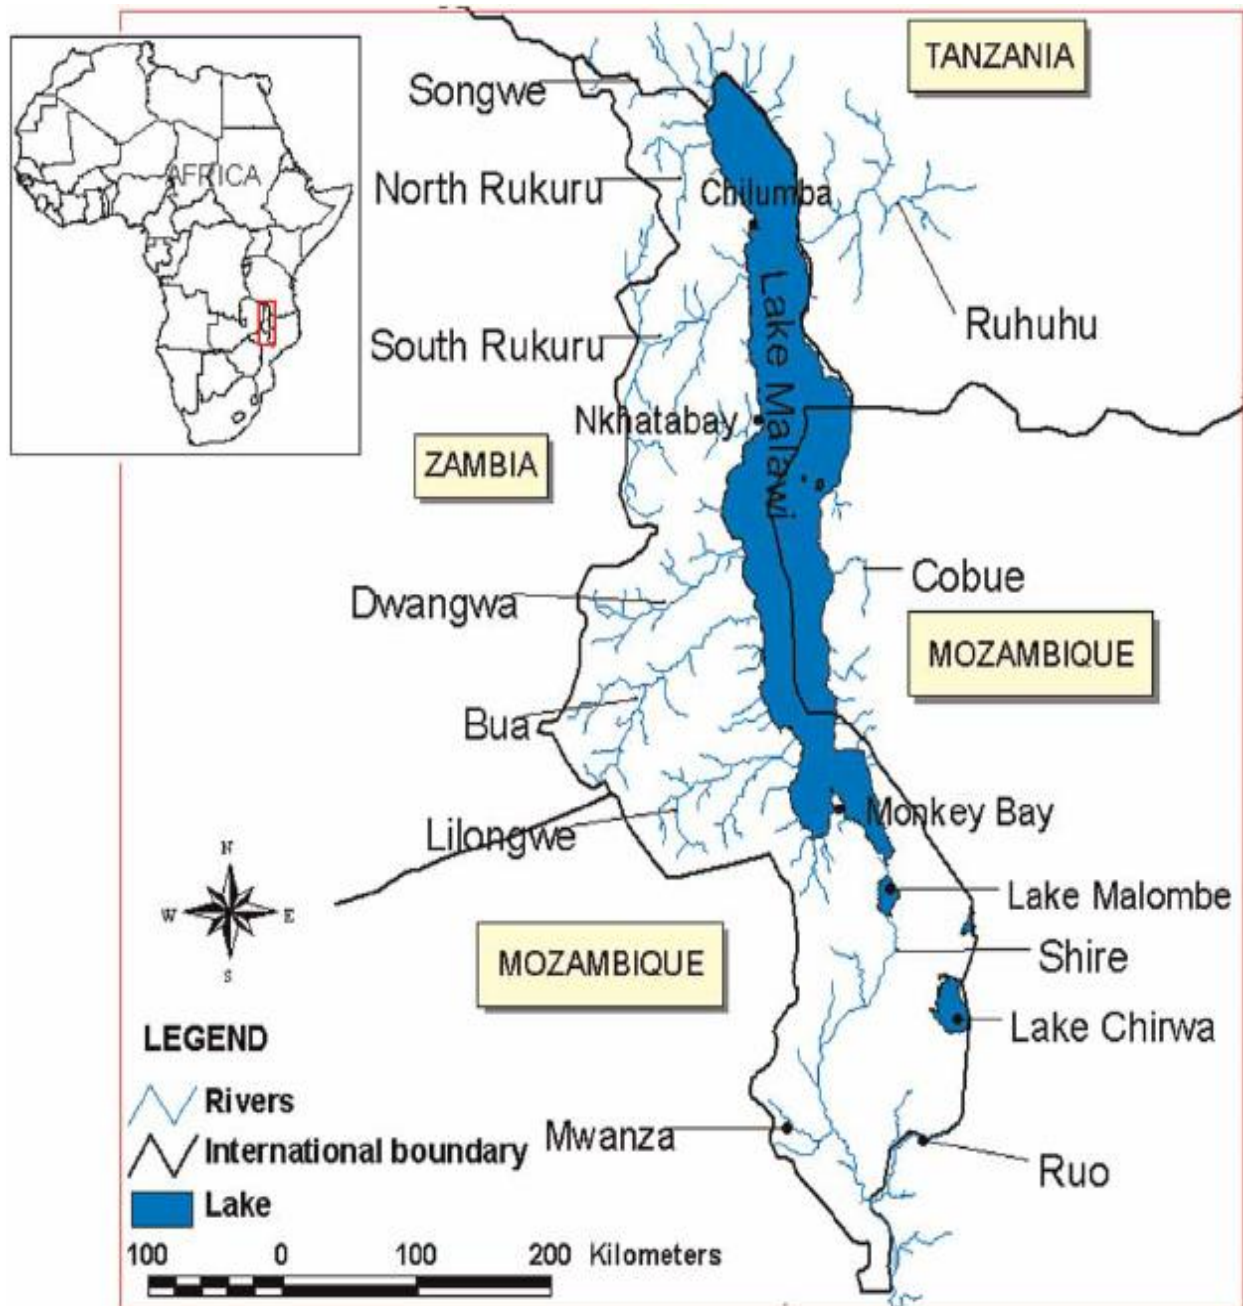 TANZANIA
Songwe
AFRICA
North Rukuru
Chilumba
Ruhuhu
South Rukuru
Lake Malawi
Nkhatabay
ZAMBIA
Cobue
Dwangwa
MOZAMBIQUE
Bua
Monkey Bay
Lilongwe
N
W E
S
Lake Malombe
MOZAMBIQUE
Shire
Lake Chirwa
LEGEND
Rivers
International boundary
Lake
Mwanza
Ruo
100 0 100 200 Kilometers